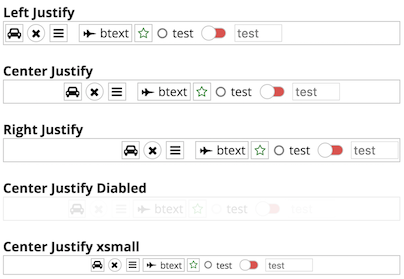 Left Justify
btext test test
Center Justify
btext test test
Right Justify
btext test test
Center Justify Diabled
btext test test
Center Justify xsmall
btext test test